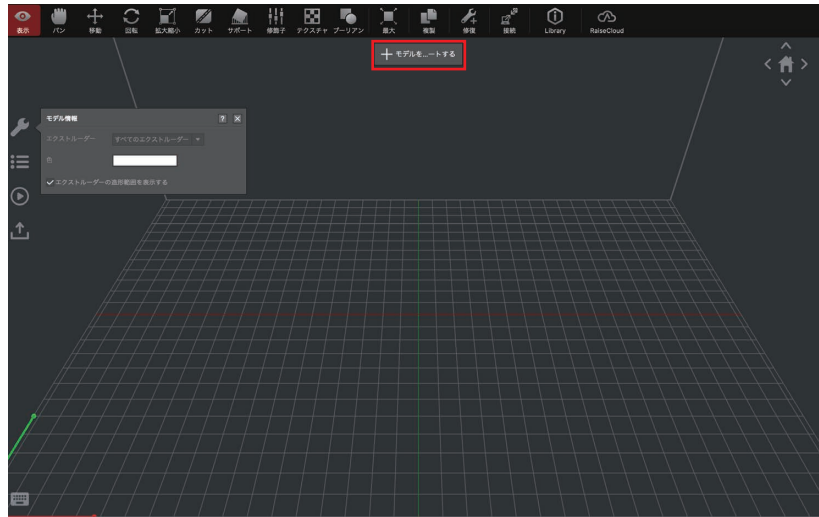 表示 パン 移動 回転 拡大縮小 カット サポート 修飾子 テクスチャ ブーリアン 最大 複製 修復 接続 Library RaiseCloud
モデルを...ートする
モデル情報 ?
エクストルーダー すべてのエクストルーダー
色
エクストルーダーの造形範囲を表示する